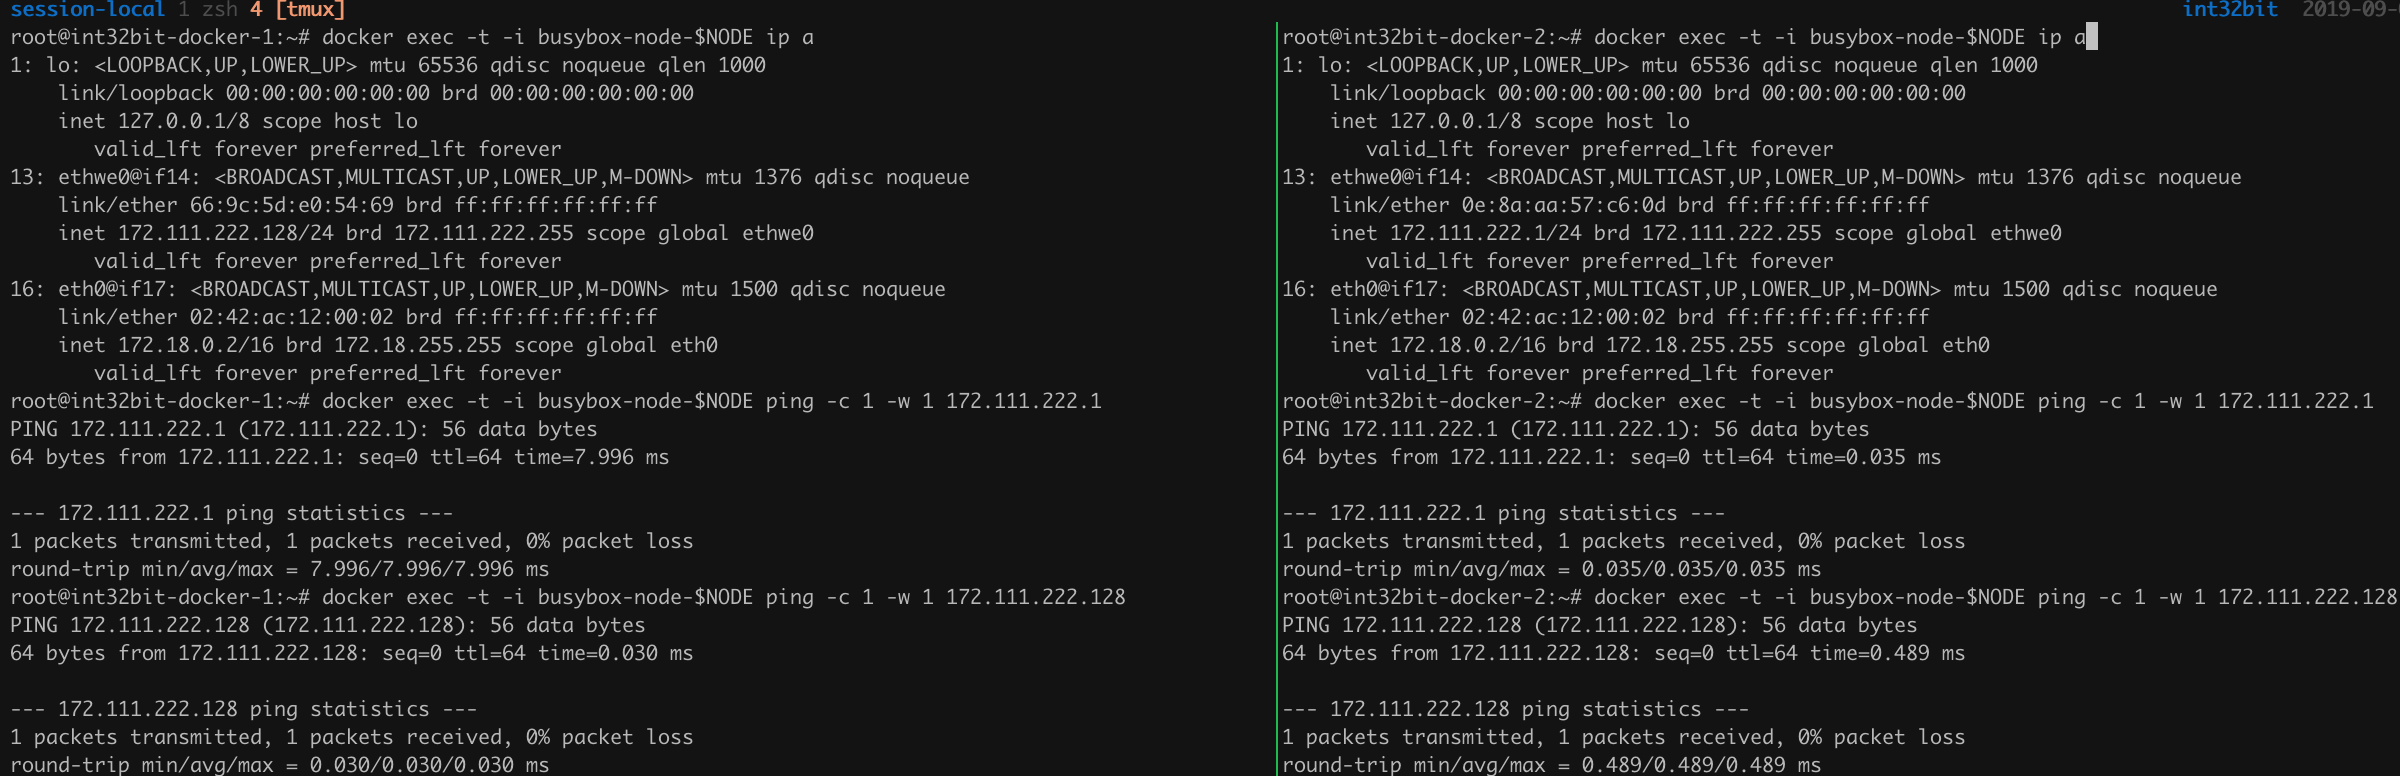 session-local 1 zsh 4 [tmux] int32bit 2019-09-
root@int32bit-docker-1:~# docker exec -t -i busybox-node-$NODE ip a
1: lo: <LOOPBACK,UP,LOWER_UP> mtu 65536 qdisc noqueue qlen 1000
    link/loopback 00:00:00:00:00:00 brd 00:00:00:00:00:00
    inet 127.0.0.1/8 scope host lo
       valid_lft forever preferred_lft forever
13: ethwe0@if14: <BROADCAST,MULTICAST,UP,LOWER_UP,M-DOWN> mtu 1376 qdisc noqueue
    link/ether 66:9c:5d:e0:54:69 brd ff:ff:ff:ff:ff:ff
    inet 172.111.222.128/24 brd 172.111.222.255 scope global ethwe0
       valid_lft forever preferred_lft forever
16: eth0@if17: <BROADCAST,MULTICAST,UP,LOWER_UP,M-DOWN> mtu 1500 qdisc noqueue
    link/ether 02:42:ac:12:00:02 brd ff:ff:ff:ff:ff:ff
    inet 172.18.0.2/16 brd 172.18.255.255 scope global eth0
       valid_lft forever preferred_lft forever
root@int32bit-docker-1:~# docker exec -t -i busybox-node-$NODE ping -c 1 -w 1 172.111.222.1
PING 172.111.222.1 (172.111.222.1): 56 data bytes
64 bytes from 172.111.222.1: seq=0 ttl=64 time=7.996 ms

--- 172.111.222.1 ping statistics ---
1 packets transmitted, 1 packets received, 0% packet loss
round-trip min/avg/max = 7.996/7.996/7.996 ms
root@int32bit-docker-1:~# docker exec -t -i busybox-node-$NODE ping -c 1 -w 1 172.111.222.128
PING 172.111.222.128 (172.111.222.128): 56 data bytes
64 bytes from 172.111.222.128: seq=0 ttl=64 time=0.030 ms

--- 172.111.222.128 ping statistics ---
1 packets transmitted, 1 packets received, 0% packet loss
round-trip min/avg/max = 0.030/0.030/0.030 ms
root@int32bit-docker-2:~# docker exec -t -i busybox-node-$NODE ip a
1: lo: <LOOPBACK,UP,LOWER_UP> mtu 65536 qdisc noqueue qlen 1000
    link/loopback 00:00:00:00:00:00 brd 00:00:00:00:00:00
    inet 127.0.0.1/8 scope host lo
       valid_lft forever preferred_lft forever
13: ethwe0@if14: <BROADCAST,MULTICAST,UP,LOWER_UP,M-DOWN> mtu 1376 qdisc noqueue
    link/ether 0e:8a:aa:57:c6:0d brd ff:ff:ff:ff:ff:ff
    inet 172.111.222.1/24 brd 172.111.222.255 scope global ethwe0
       valid_lft forever preferred_lft forever
16: eth0@if17: <BROADCAST,MULTICAST,UP,LOWER_UP,M-DOWN> mtu 1500 qdisc noqueue
    link/ether 02:42:ac:12:00:02 brd ff:ff:ff:ff:ff:ff
    inet 172.18.0.2/16 brd 172.18.255.255 scope global eth0
       valid_lft forever preferred_lft forever
root@int32bit-docker-2:~# docker exec -t -i busybox-node-$NODE ping -c 1 -w 1 172.111.222.1
PING 172.111.222.1 (172.111.222.1): 56 data bytes
64 bytes from 172.111.222.1: seq=0 ttl=64 time=0.035 ms

--- 172.111.222.1 ping statistics ---
1 packets transmitted, 1 packets received, 0% packet loss
round-trip min/avg/max = 0.035/0.035/0.035 ms
root@int32bit-docker-2:~# docker exec -t -i busybox-node-$NODE ping -c 1 -w 1 172.111.222.128
PING 172.111.222.128 (172.111.222.128): 56 data bytes
64 bytes from 172.111.222.128: seq=0 ttl=64 time=0.489 ms

--- 172.111.222.128 ping statistics ---
1 packets transmitted, 1 packets received, 0% packet loss
round-trip min/avg/max = 0.489/0.489/0.489 ms